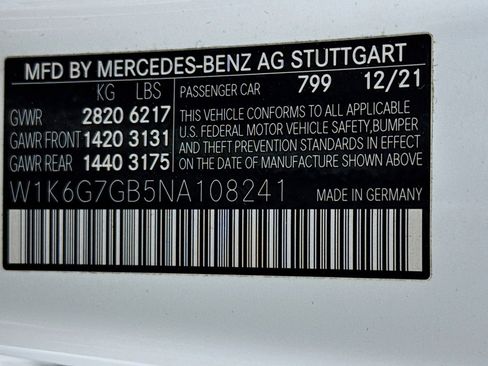 MFD BY MERCEDES-BENZ AG STUTTGART
KG LBS PASSENGER CAR 799 12/21
GVWR 2820 6217
GAWR FRONT 1420 3131
GAWR REAR 1440 3175
THIS VEHICLE CONFORMS TO ALL APPLICABLE
U.S. FEDERAL MOTOR VEHICLE SAFETY, BUMPER
AND THEFT PREVENTION STANDARDS IN EFFECT
ON THE DATE OF MANUFACTURE SHOWN ABOVE.
W1K6G7GB5NA108241 MADE IN GERMANY